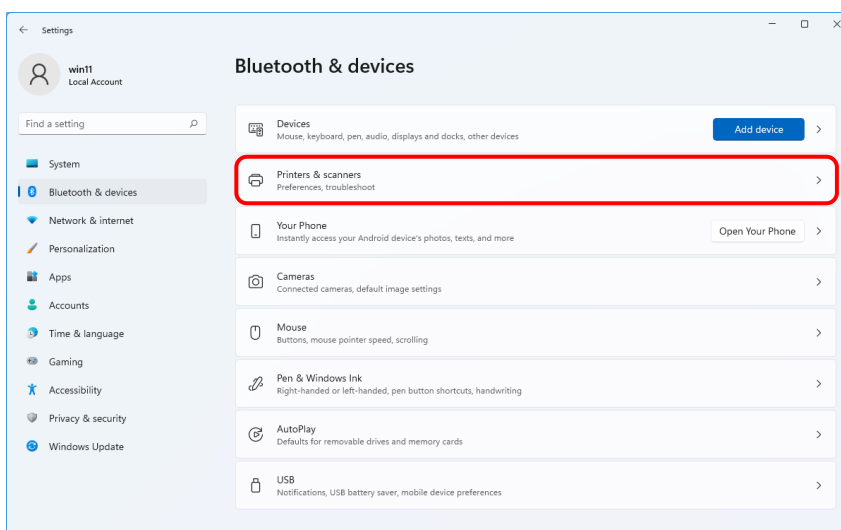 Settings
win11
Local Account
Find a setting
System
Bluetooth & devices
Network & internet
Personalization
Apps
Accounts
Time & language
Gaming
Accessibility
Privacy & security
Windows Update
Bluetooth & devices
Devices
Mouse, keyboard, pen, audio, displays and docks, other devices
Add device
Printers & scanners
Preferences, troubleshoot
Your Phone
Instantly access your Android device's photos, texts, and more
Open Your Phone
Cameras
Connected cameras, default image settings
Mouse
Buttons, mouse pointer speed, scrolling
Pen & Windows Ink
Right-handed or left-handed, pen button shortcuts, handwriting
AutoPlay
Defaults for removable drives and memory cards
USB
Notifications, USB battery saver, mobile device preferences